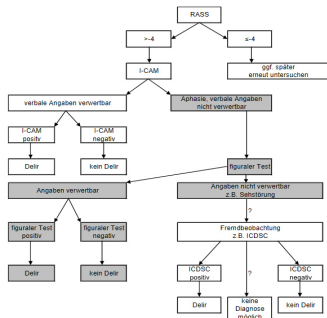 RASS
>-4
≤-4
I-CAM
ggf. später
erneut untersuchen
verbale Angaben verwertbar
Aphasie, verbale Angaben
nicht verwertbar
I-CAM
positiv
I-CAM
negativ
Delir
kein Delir
figuraler Test
Angaben verwertbar
Angaben nicht verwertbar
z.B. Sehstörung
?
figuraler Test
positiv
figuraler Test
negativ
Fremdbeobachtung
z.B. ICDSC
Delir
kein Delir
ICDSC
positiv
?
ICDSC
negativ
Delir
keine
Diagnose
möglich
kein Delir